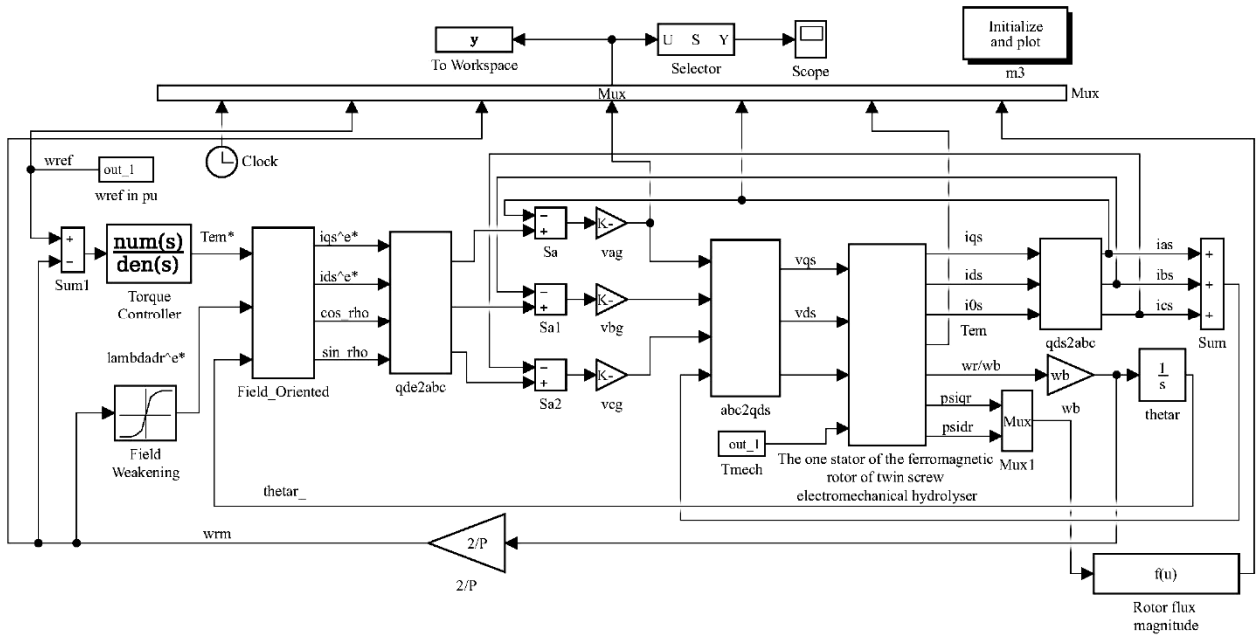 Initialize
and plot
m3
y
To Workspace
U S Y
Selector
Scope
Mux
Mux
Clock
wref
out_1
wref in pu
+
−
Sum1
num(s)
den(s)
Torque
Controller
Tem*
lambdadr^e*
Field
Weakening
Field_Oriented
iqs^e*
ids^e*
cos_rho
sin_rho
qde2abc
−
+
Sa
K-
vag
−
+
Sa1
K-
vbg
−
+
Sa2
K-
vcg
abc2qds
vqs
vds
out_1
Tmech
The one stator of the ferromagnetic
rotor of twin screw
electromechanical hydrolyser
iqs
ids
i0s
Tem
wr/wb
psiqr
psidr
qds2abc
ias
ibs
ics
+
+
+
Sum
wb
wb
1
s
thetar
Mux
Mux1
thetar_
wrm
2/P
2/P
f(u)
Rotor flux
magnitude